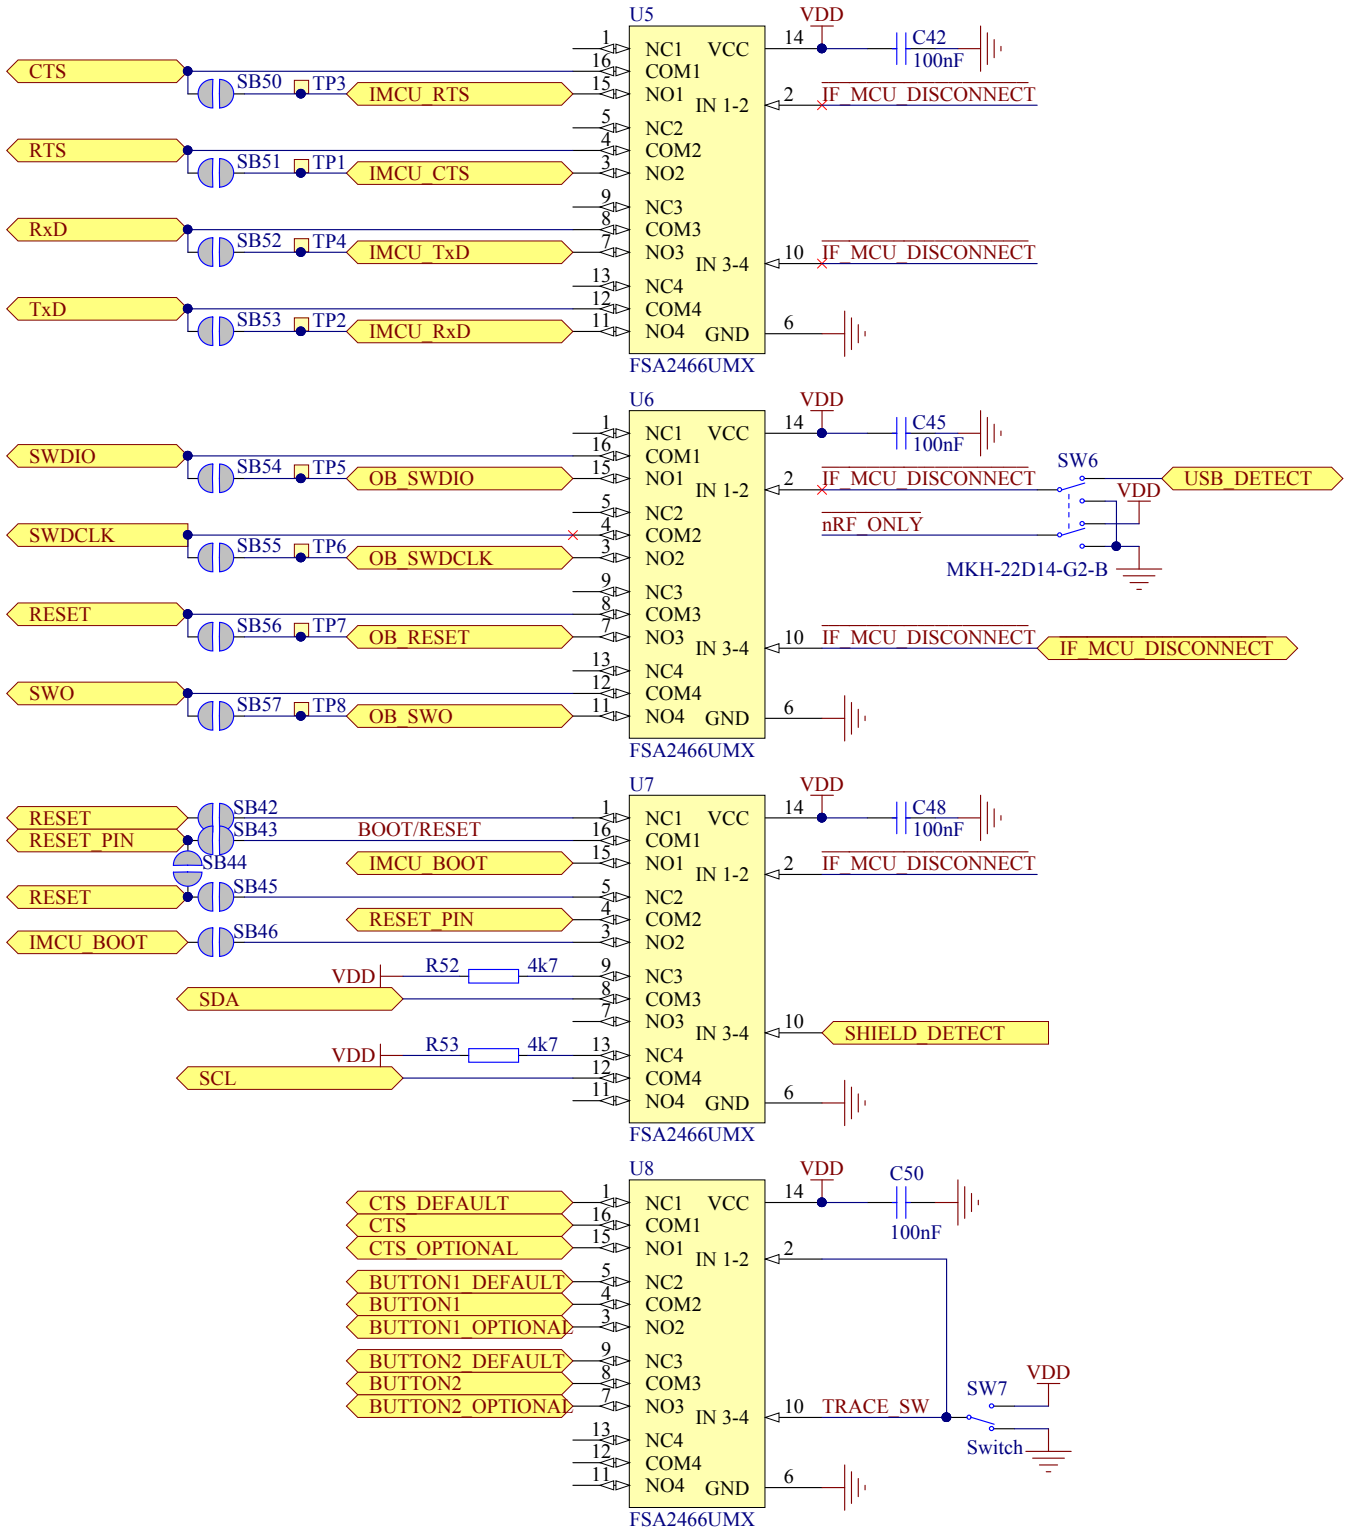 U5
VDD
1 NC1 VCC 14 C42
CTS 16 COM1 100nF
SB50 TP3 IMCU_RTS 15 NO1 IN 1-2 2 IF_MCU_DISCONNECT
5 NC2
RTS 4 COM2
SB51 TP1 IMCU_CTS 3 NO2
9 NC3
RxD 8 COM3
SB52 TP4 IMCU_TxD 7 NO3 IN 3-4 10 IF_MCU_DISCONNECT
13 NC4
TxD 12 COM4
SB53 TP2 IMCU_RxD 11 NO4 GND 6
FSA2466UMX
U6
VDD
1 NC1 VCC 14 C45
SWDIO 16 COM1 100nF
SW6
SB54 TP5 OB_SWDIO 15 NO1 IN 1-2 2 IF_MCU_DISCONNECT USB_DETECT
VDD
5 NC2
nRF_ONLY
SWDCLK 4 COM2
SB55 TP6 OB_SWDCLK 3 NO2
MKH-22D14-G2-B
9 NC3
RESET 8 COM3
SB56 TP7 OB_RESET 7 NO3 IN 3-4 10 IF_MCU_DISCONNECT IF_MCU_DISCONNECT
13 NC4
SWO 12 COM4
SB57 TP8 OB_SWO 11 NO4 GND 6
FSA2466UMX
U7
VDD
RESET SB42 1 NC1 VCC 14 C48
RESET_PIN SB43 BOOT/RESET 16 COM1 100nF
SB44 IMCU_BOOT 15 NO1 IN 1-2 2 IF_MCU_DISCONNECT
RESET SB45 5 NC2
RESET_PIN 4 COM2
IMCU_BOOT SB46 3 NO2
VDD R52 4k7 9 NC3
SDA 8 COM3
7 NO3 IN 3-4 10 SHIELD_DETECT
VDD R53 4k7 13 NC4
SCL 12 COM4
11 NO4 GND 6
FSA2466UMX
U8
VDD C50
CTS_DEFAULT 1 NC1 VCC 14
CTS 16 COM1
100nF
CTS_OPTIONAL 15 NO1 IN 1-2 2
BUTTON1_DEFAULT 5 NC2
BUTTON1 4 COM2
BUTTON1_OPTIONAL 3 NO2
BUTTON2_DEFAULT 9 NC3
VDD
BUTTON2 8 COM3
SW7
BUTTON2_OPTIONAL 7 NO3 IN 3-4 10 TRACE_SW
13 NC4
Switch
12 COM4
11 NO4 GND 6
FSA2466UMX